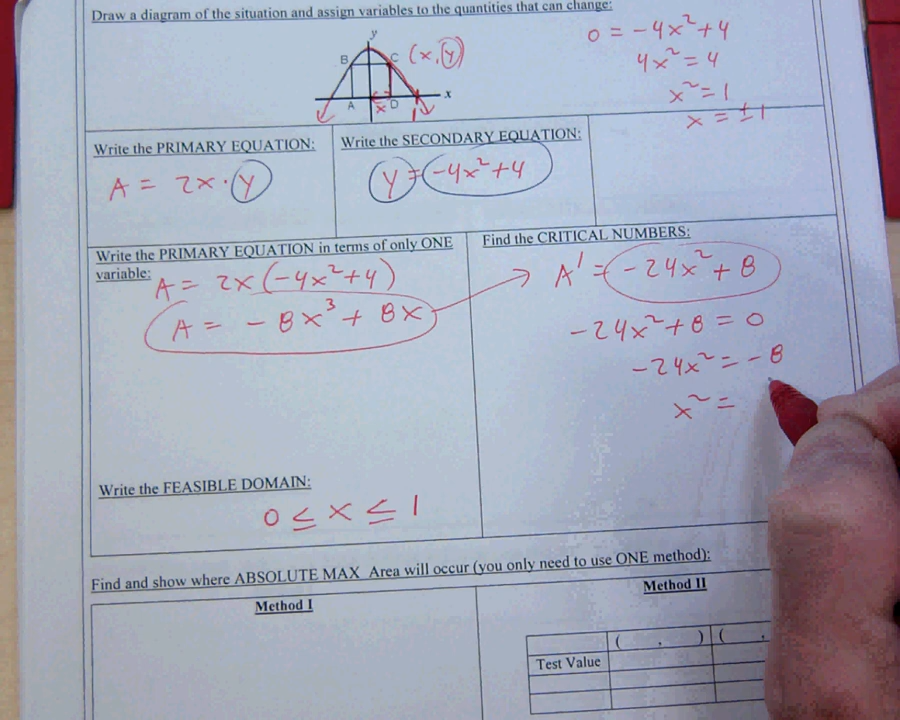 Draw a diagram of the situation and assign variables to the quantities that can change:
y
B C (x, y)
A x D 1 x
0 = -4x² + 4
4x² = 4
x² = 1
x = ±1
Write the PRIMARY EQUATION:
A = 2x · y
Write the SECONDARY EQUATION:
y = -4x² + 4
Write the PRIMARY EQUATION in terms of only ONE
variable:
A = 2x(-4x² + 4)
A = -8x³ + 8x
Find the CRITICAL NUMBERS:
A' = -24x² + 8
-24x² + 8 = 0
-24x² = -8
x² =
Write the FEASIBLE DOMAIN:
0 ≤ x ≤ 1
Find and show where ABSOLUTE MAX Area will occur (you only need to use ONE method):
Method I
Method II
( , ) ( ,
Test Value